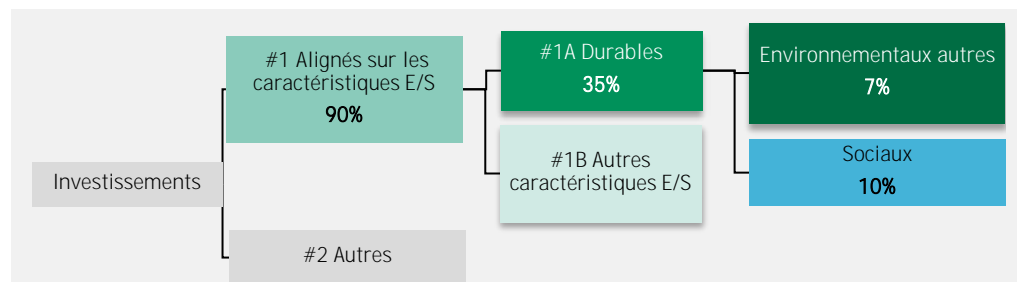 #1 Alignés sur les
caractéristiques E/S
90%
#1A Durables
35%
Environnementaux autres
7%
#1B Autres
caractéristiques E/S
Sociaux
10%
Investissements
#2 Autres